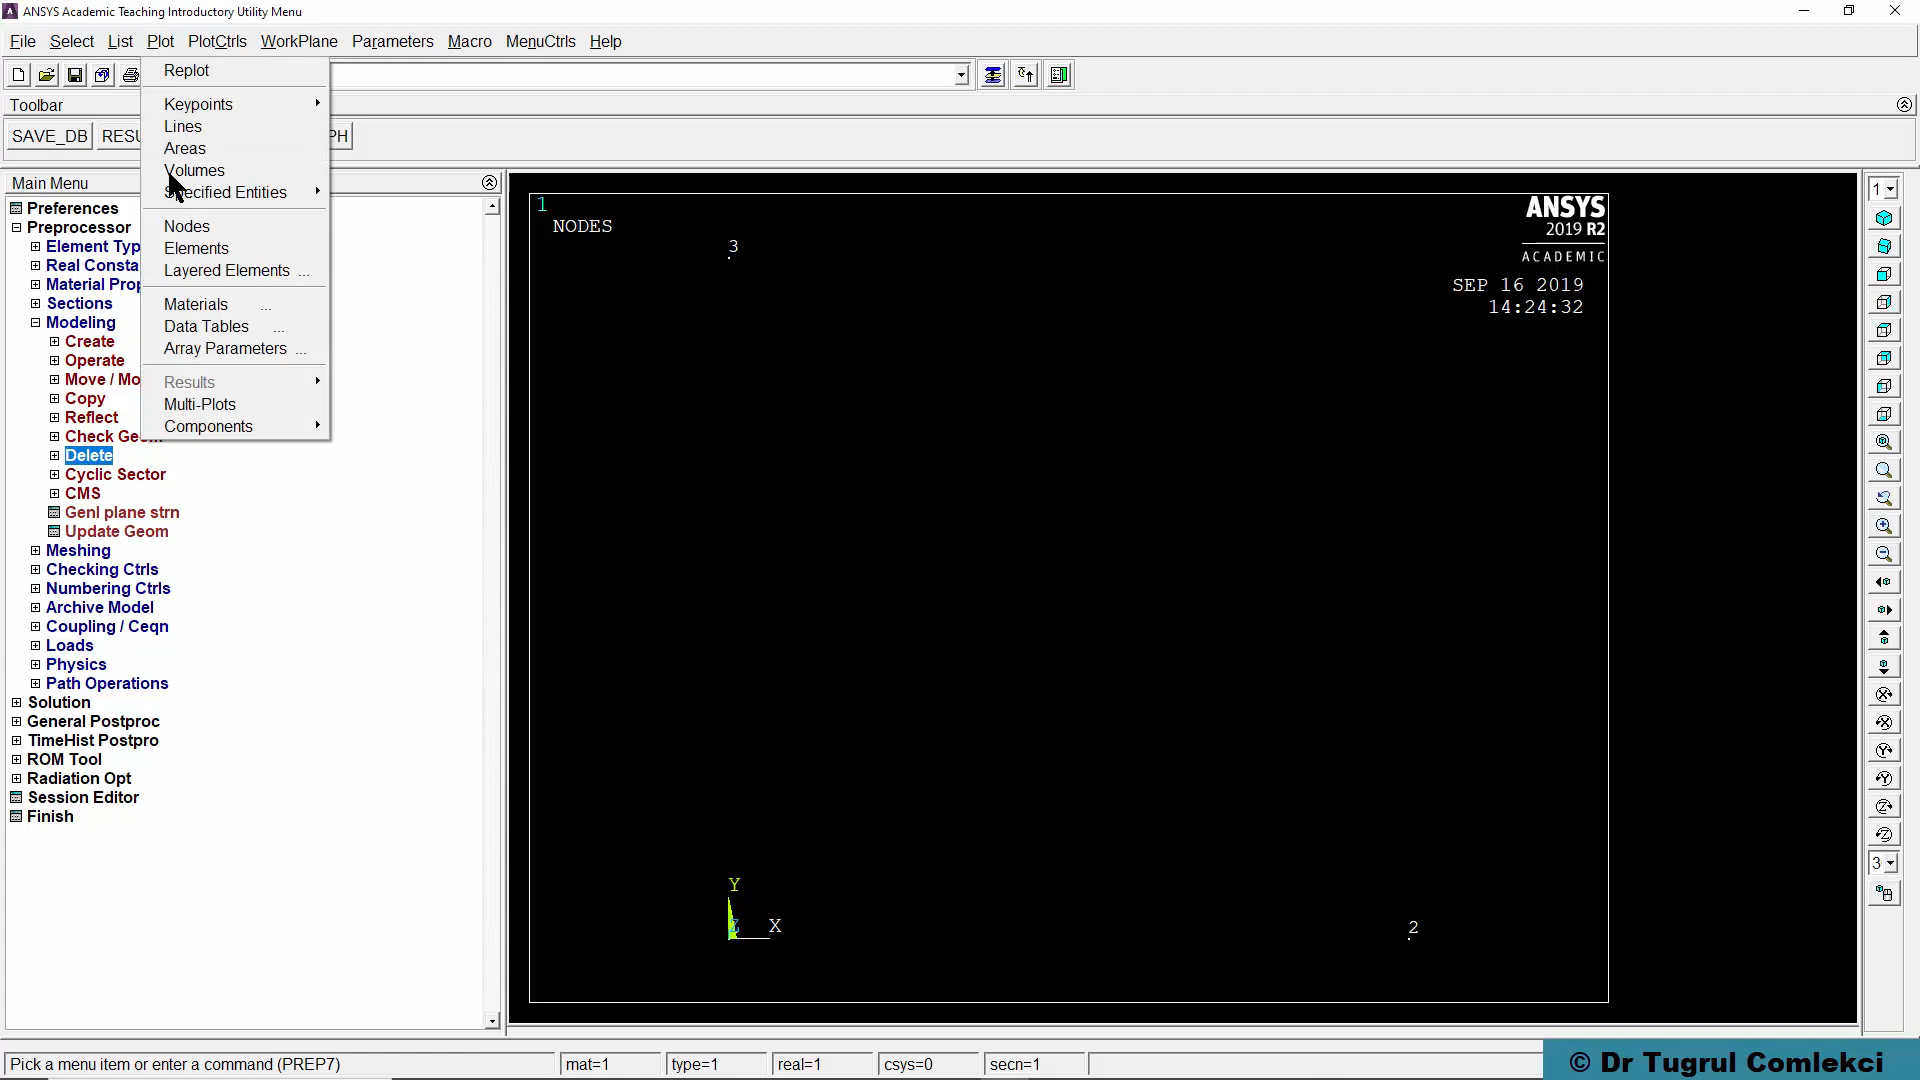 ANSYS Academic Teaching Introductory Utility Menu
File Select List Plot PlotCtrls WorkPlane Parameters Macro MenuCtrls Help
Replot
Keypoints
Lines
Areas
Volumes
Specified Entities
Nodes
Elements
Layered Elements ...
Materials ...
Data Tables ...
Array Parameters ...
Results
Multi-Plots
Components
Toolbar
SAVE_DB RESU PH
Main Menu
Preferences
Preprocessor
Element Typ
Real Consta
Material Prop
Sections
Modeling
Create
Operate
Move / Mo
Copy
Reflect
Check Geom
Delete
Cyclic Sector
CMS
Genl plane strn
Update Geom
Meshing
Checking Ctrls
Numbering Ctrls
Archive Model
Coupling / Ceqn
Loads
Physics
Path Operations
Solution
General Postproc
TimeHist Postpro
ROM Tool
Radiation Opt
Session Editor
Finish
1
NODES
3
ANSYS
2019 R2
ACADEMIC
SEP 16 2019
14:24:32
Y
Z X
2
1
3
Pick a menu item or enter a command (PREP7) mat=1 type=1 real=1 csys=0 secn=1
© Dr Tugrul Comlekci